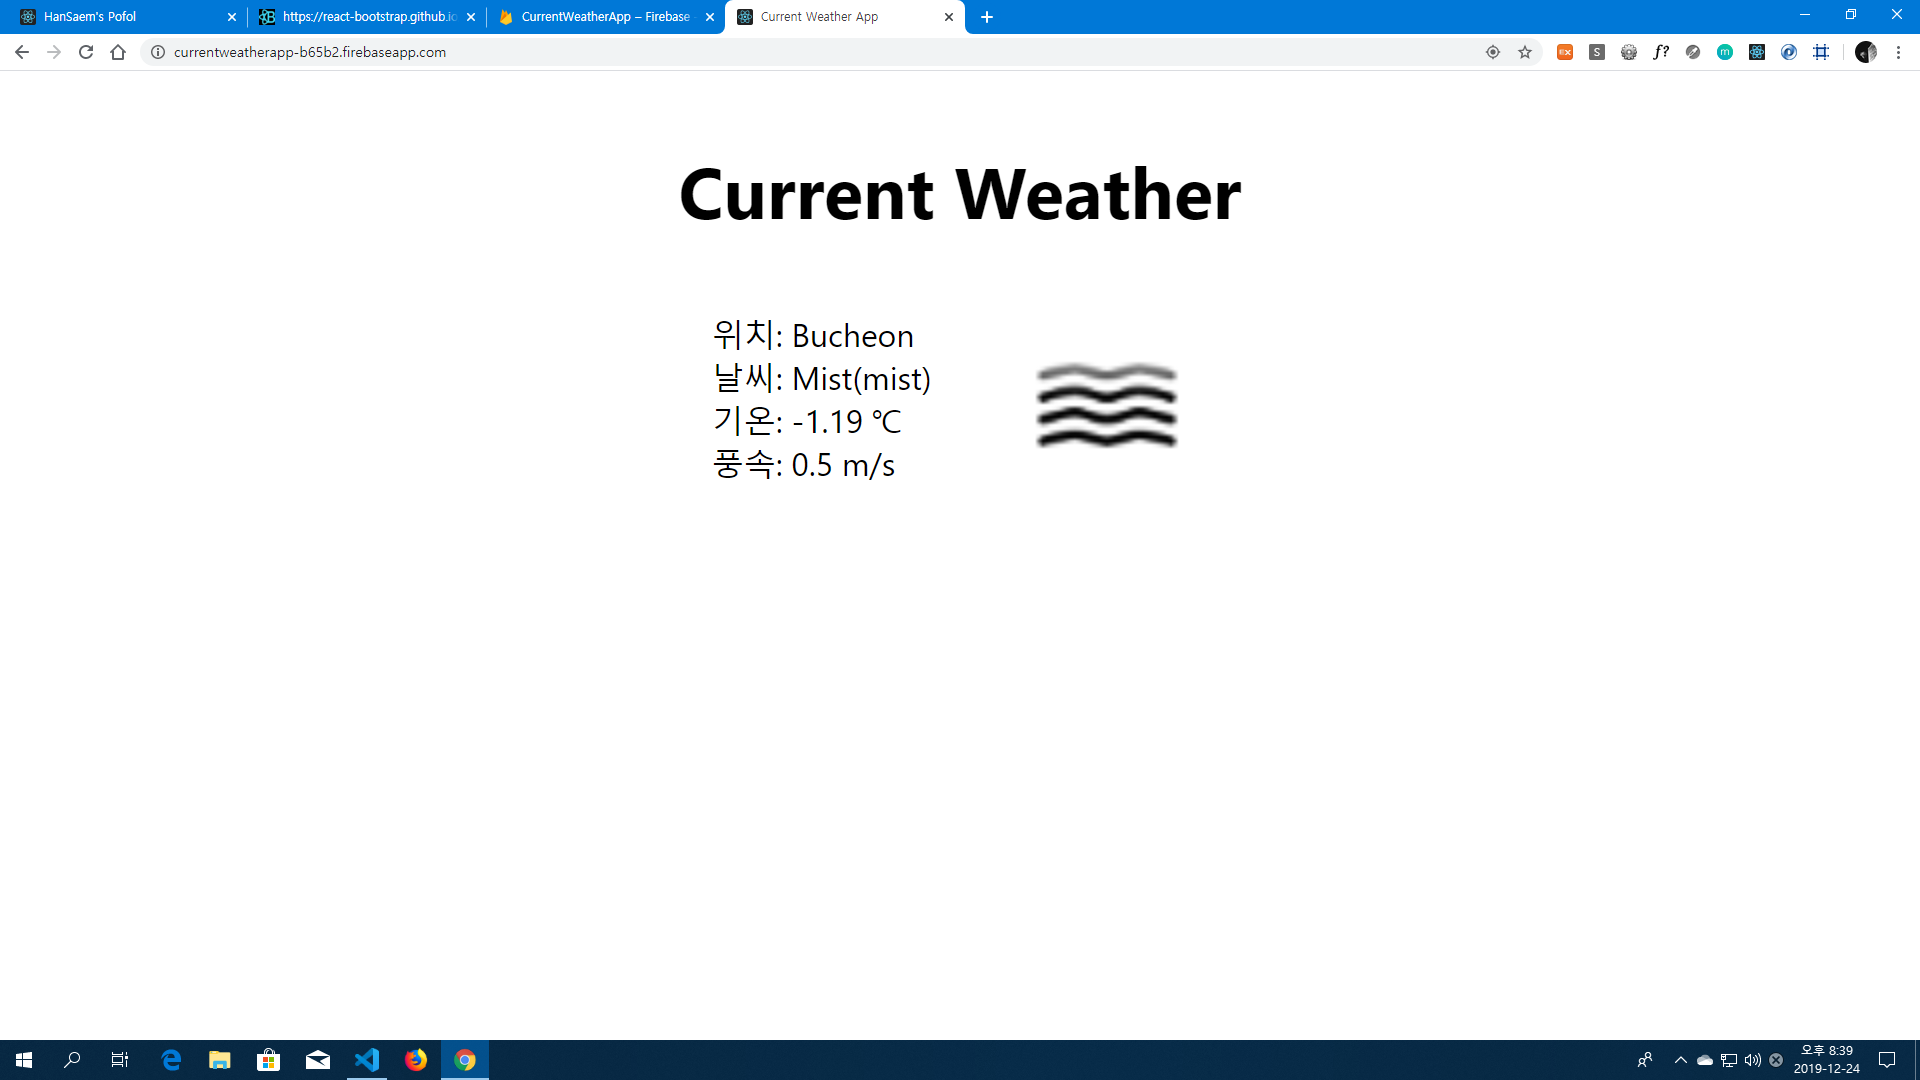 HanSaem's Pofol
https://react-bootstrap.github.io
CurrentWeatherApp – Firebase
Current Weather App
currentweatherapp-b65b2.firebaseapp.com
S
f?
m
Current Weather
위치: Bucheon
날씨: Mist(mist)
기온: -1.19 ℃
풍속: 0.5 m/s
오후 8:39
2019-12-24